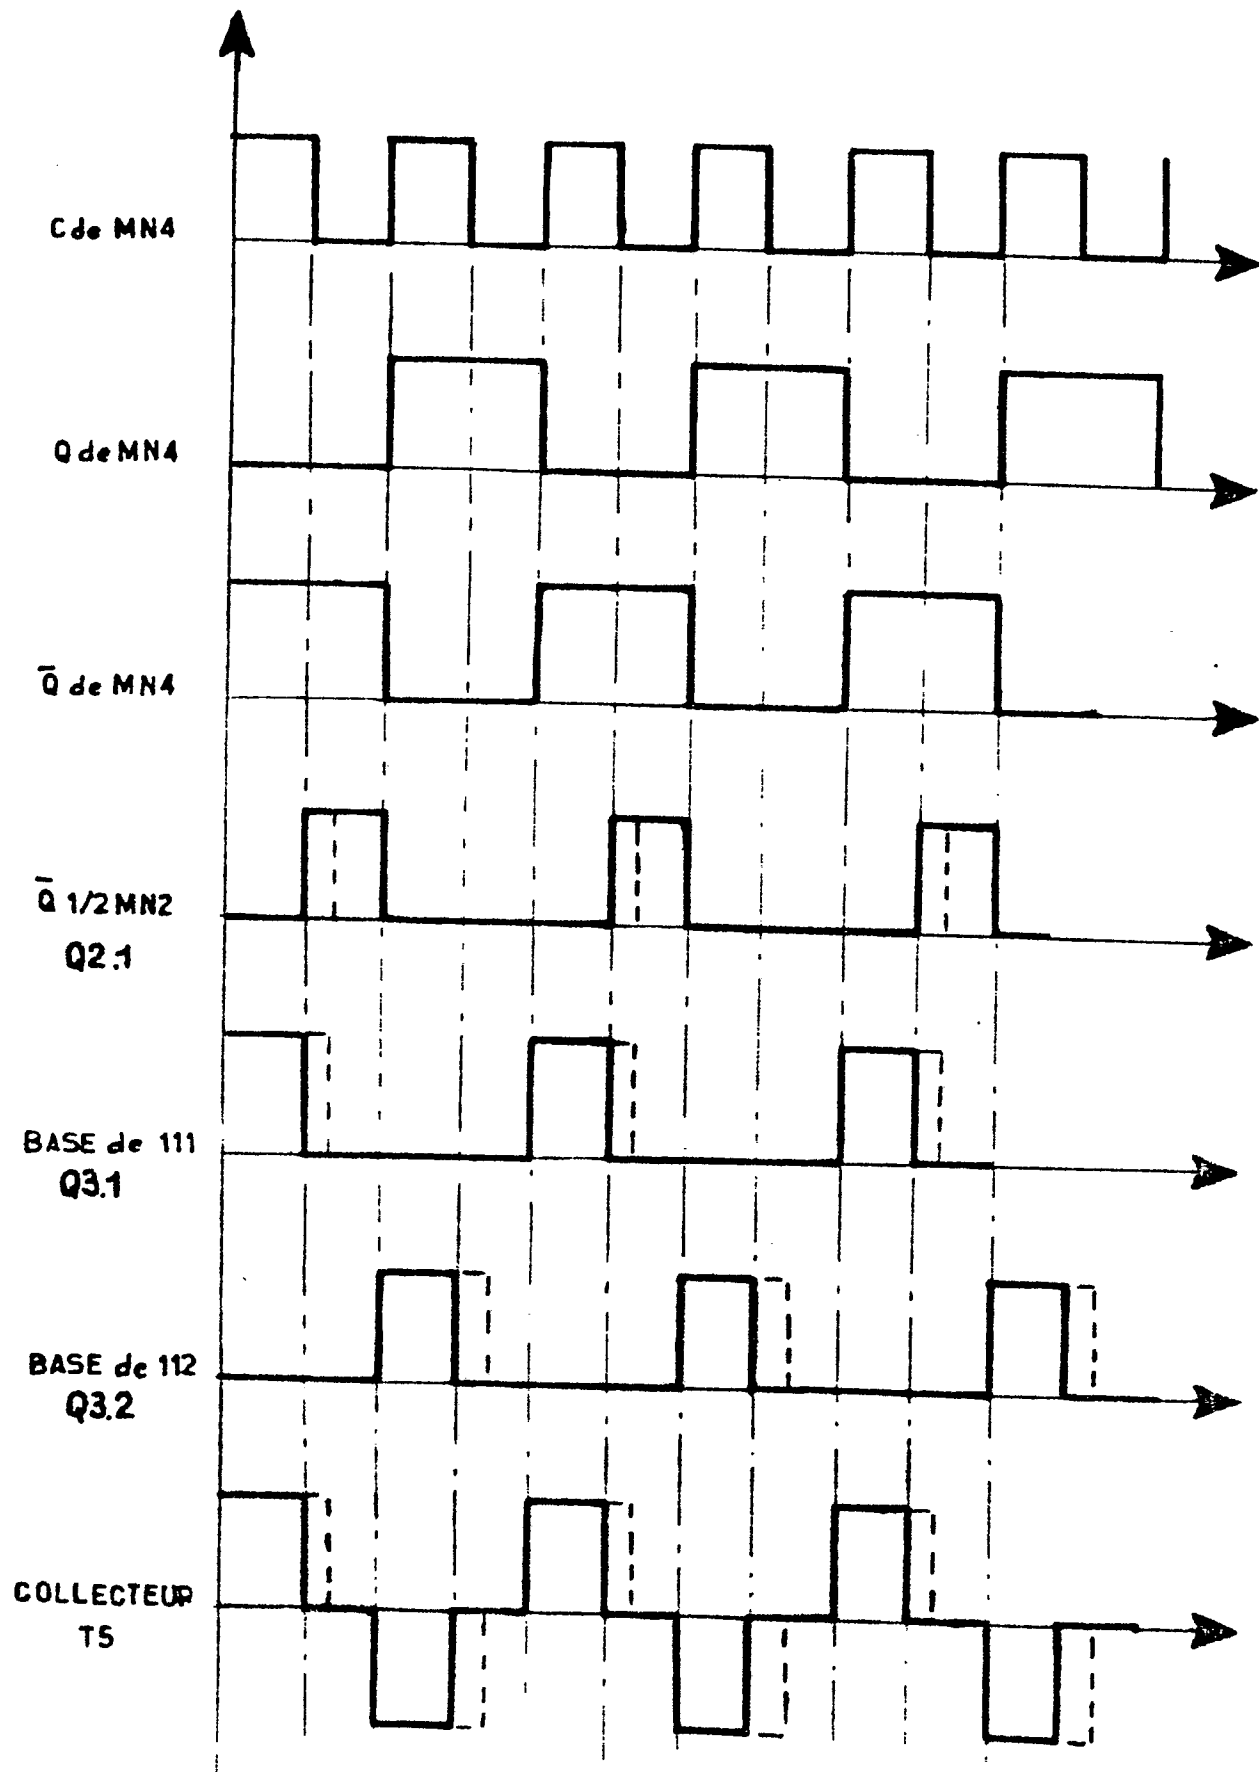 C de MN4
Q de MN4
Q̄ de MN4
Q̄ 1/2 MN2
Q2.1
BASE de 111
Q3.1
BASE de 112
Q3.2
COLLECTEUR
T5